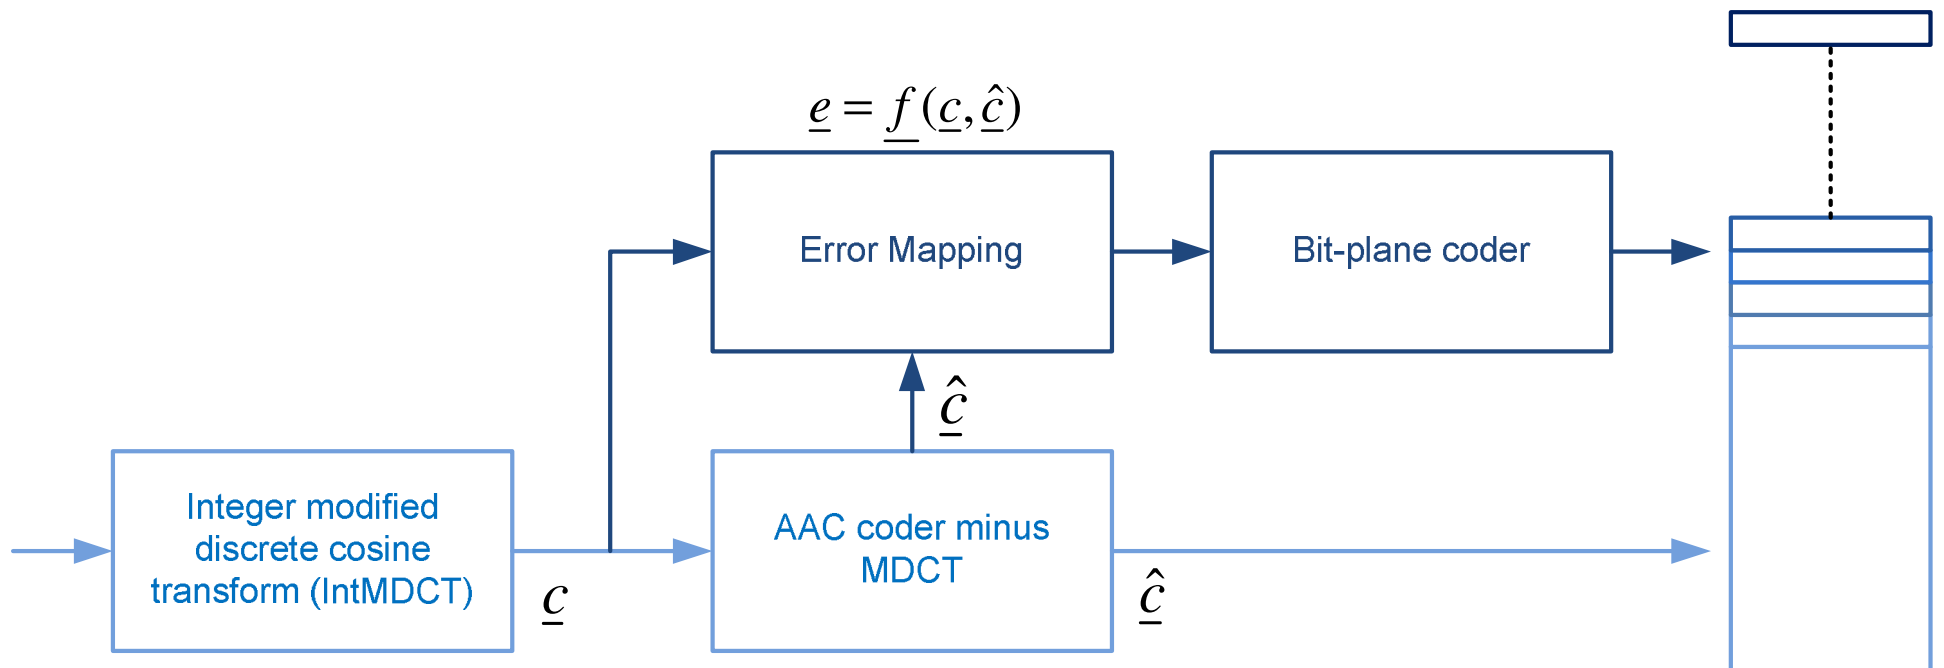 e = f(c, ĉ)
Error Mapping
Bit-plane coder
ĉ
Integer modified
discrete cosine
transform (IntMDCT)
c
AAC coder minus
MDCT
ĉ